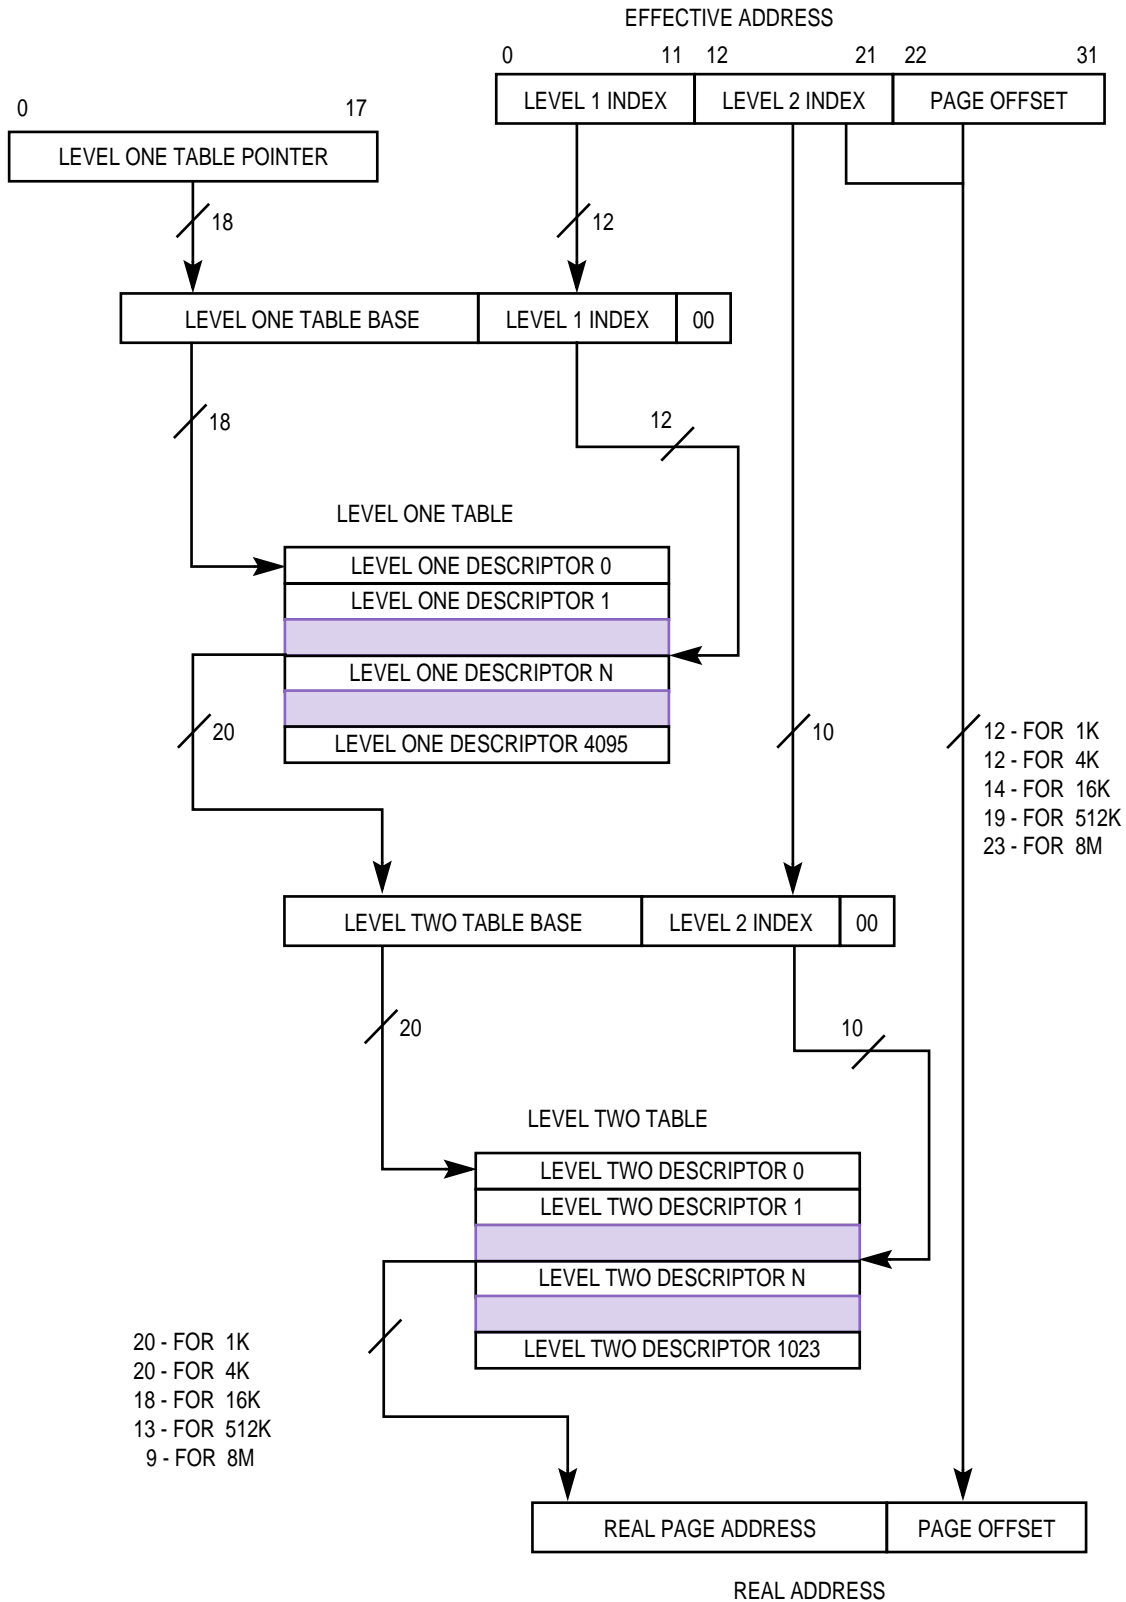 EFFECTIVE ADDRESS
0 11 12 21 22 31
LEVEL 1 INDEX LEVEL 2 INDEX PAGE OFFSET
0 17
LEVEL ONE TABLE POINTER
18 12
LEVEL ONE TABLE BASE LEVEL 1 INDEX 00
18 12
LEVEL ONE TABLE
LEVEL ONE DESCRIPTOR 0
LEVEL ONE DESCRIPTOR 1
LEVEL ONE DESCRIPTOR N
LEVEL ONE DESCRIPTOR 4095
20 10
12 - FOR 1K
12 - FOR 4K
14 - FOR 16K
19 - FOR 512K
23 - FOR 8M
LEVEL TWO TABLE BASE LEVEL 2 INDEX 00
20 10
LEVEL TWO TABLE
LEVEL TWO DESCRIPTOR 0
LEVEL TWO DESCRIPTOR 1
LEVEL TWO DESCRIPTOR N
LEVEL TWO DESCRIPTOR 1023
20 - FOR 1K
20 - FOR 4K
18 - FOR 16K
13 - FOR 512K
9 - FOR 8M
REAL PAGE ADDRESS PAGE OFFSET
REAL ADDRESS